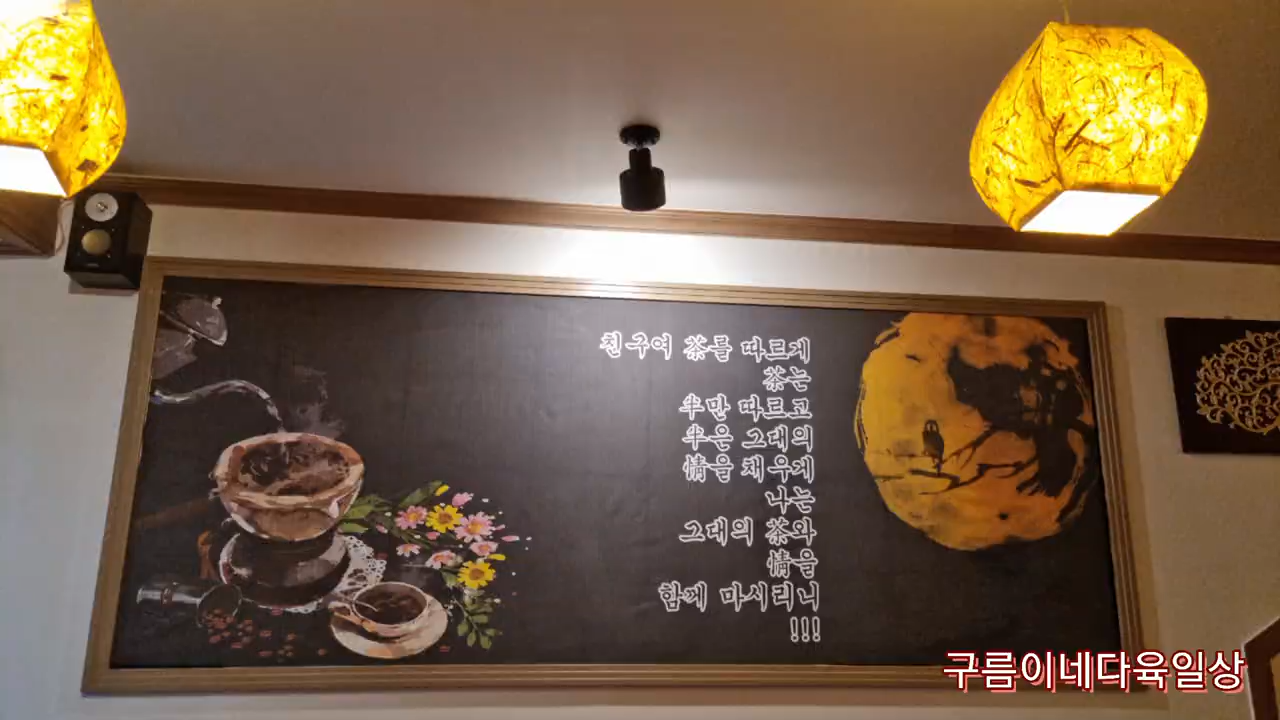 친구여 茶를 따르게
茶는
半만 따르고
半은 그대의
情을 채우게
나는
그대의 茶와
情을
함께 마시리니
!!!
구름이네다육일상